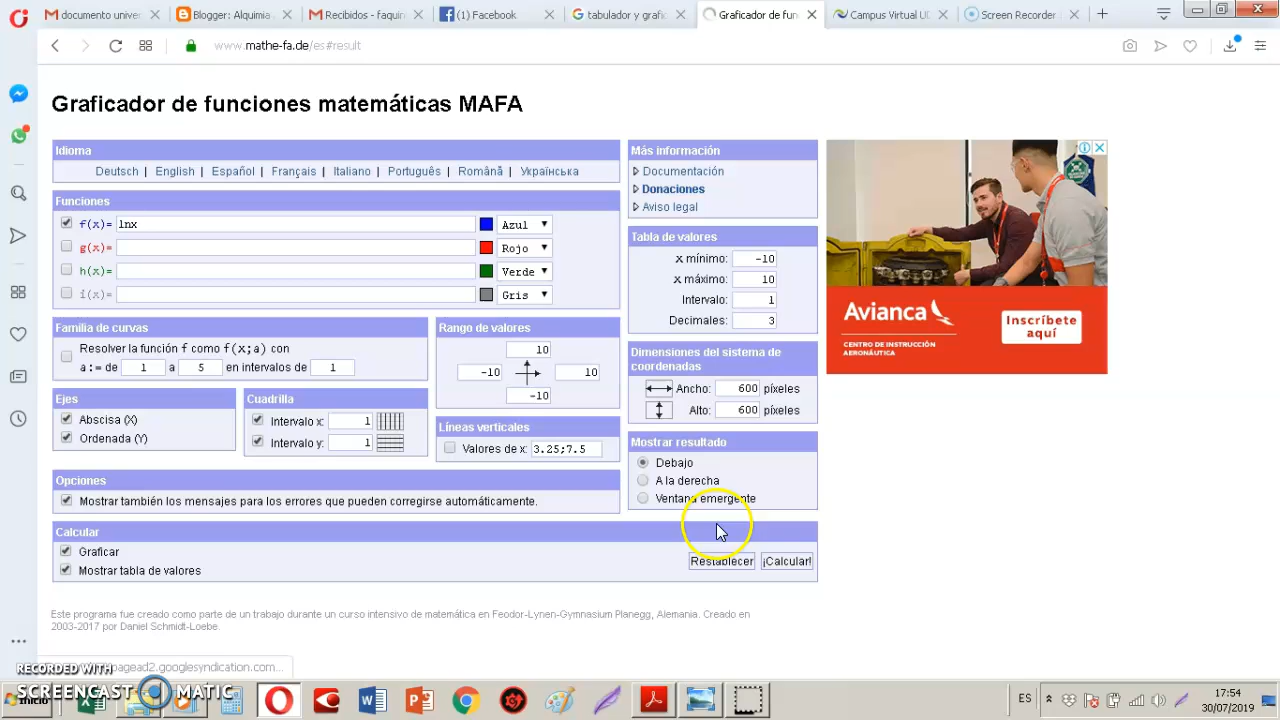 datos univers
Blogger: Alquimi
Recibidos - faquir
(1) Facebook
tabulador y grafic
Graficador de fun
Campus Virtual U
Screen Recorder
www.mathe-fa.de/es#result
Graficador de funciones matemáticas MAFA
Idioma
Deutsch | English | Español | Français | Italiano | Português | Română | Українська
Funciones
f(x)= lnx Azul
g(x)= Rojo
h(x)= Verde
i(x)= Gris
Familia de curvas
Resolver la función f como f(x;a) con
a := de 1 a 5 en intervalos de 1
Rango de valores
10
-10 10
-10
Ejes
Abscisa (X)
Ordenada (Y)
Cuadrilla
Intervalo x: 1
Intervalo y: 1
Líneas verticales
Valores de x: 3.25;7.5
Opciones
Mostrar también los mensajes para los errores que pueden corregirse automáticamente.
Calcular
Graficar
Mostrar tabla de valores
Restablecer ¡Calcular!
Más información
Documentación
Donaciones
Aviso legal
Tabla de valores
x mínimo: -10
x máximo: 10
Intervalo: 1
Decimales: 3
Dimensiones del sistema de
coordenadas
Ancho: 600 píxeles
Alto: 600 píxeles
Mostrar resultado
Debajo
A la derecha
Ventana emergente
Avianca
CENTRO DE INSTRUCCIÓN
AERONÁUTICA
Inscríbete
aquí
Este programa fue creado como parte de un trabajo durante un curso intensivo de matemática en Feodor-Lynen-Gymnasium Planegg, Alemania. Creado en
2003-2017 por Daniel Schmidt-Loebe.
pagead2.googlesyndication.com...
RECORDED WITH
SCREENCAST MATIC
Inicio
ES
17:54
30/07/2019